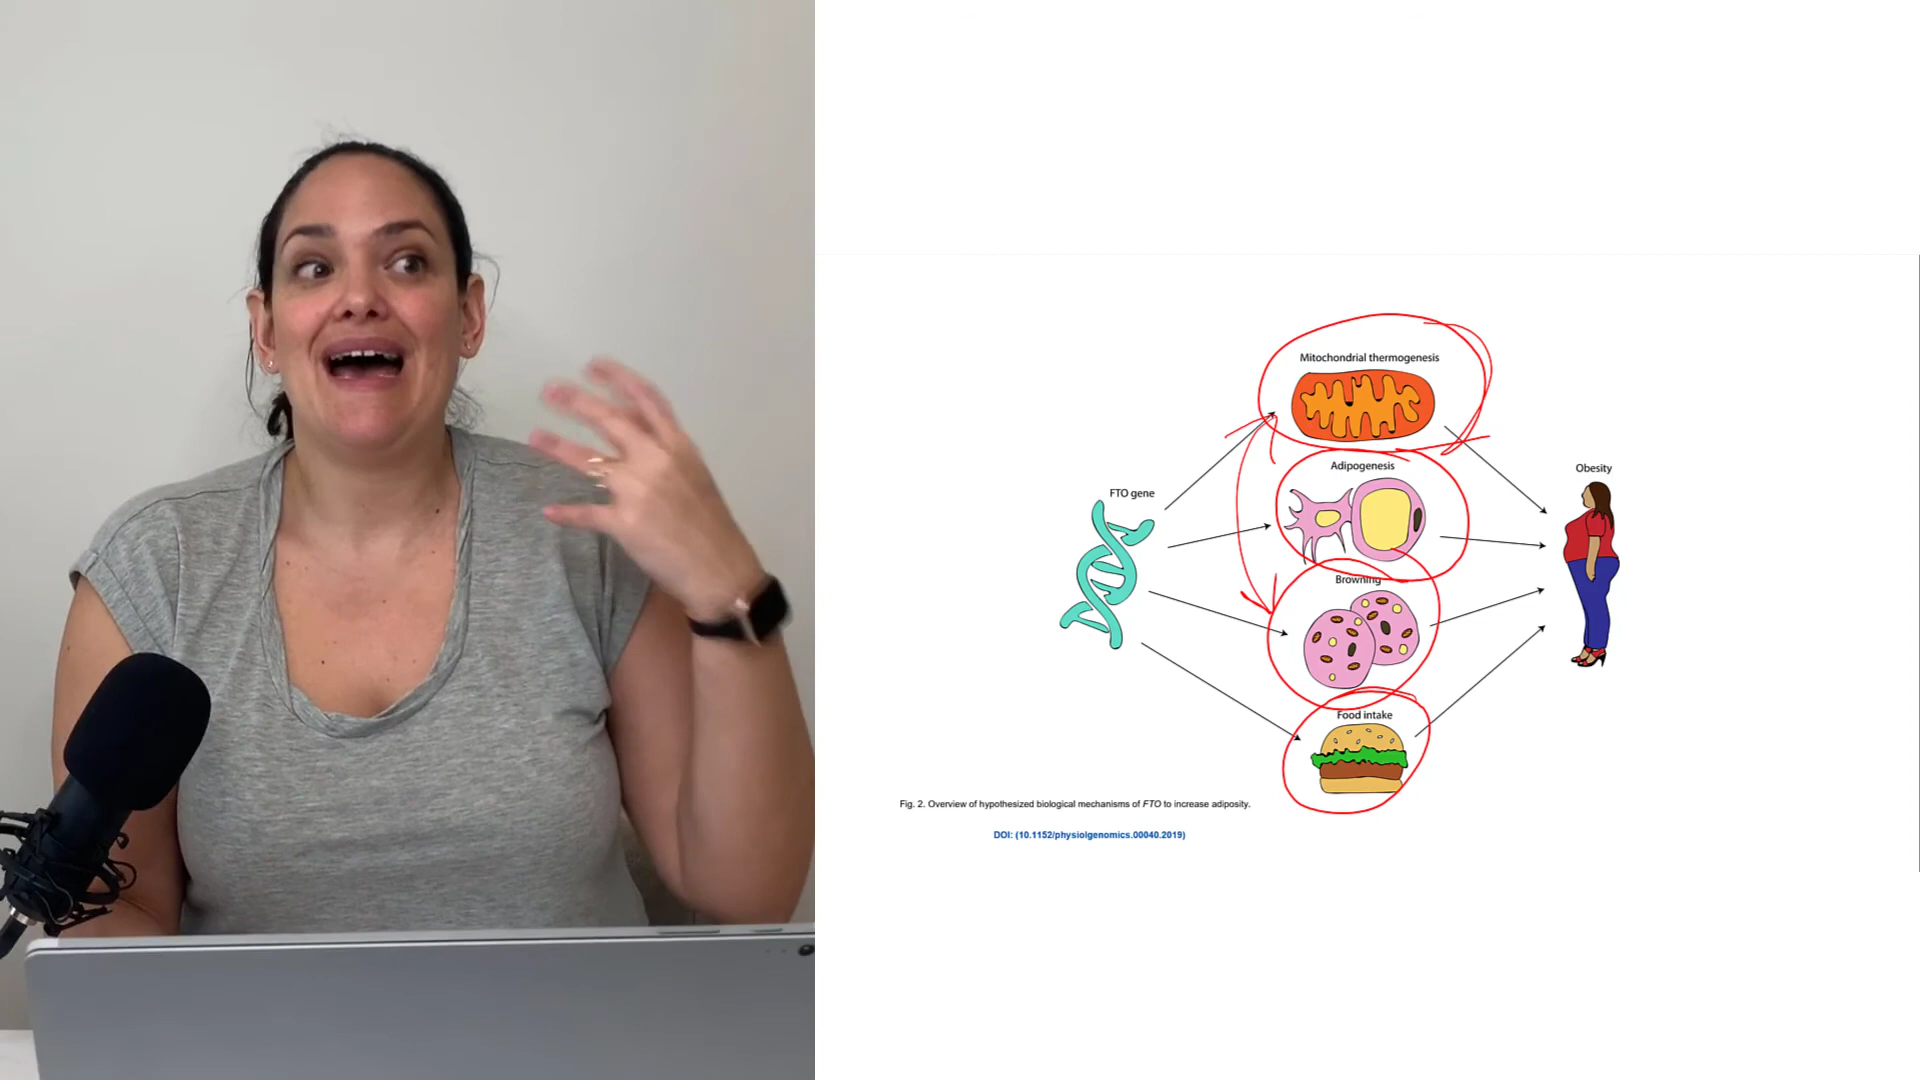 Mitochondrial thermogenesis
Adipogenesis
Obesity
FTO gene
Browning
Food intake
Fig. 2. Overview of hypothesized biological mechanisms of FTO to increase adiposity.
DOI: (10.1152/physiolgenomics.00040.2019)